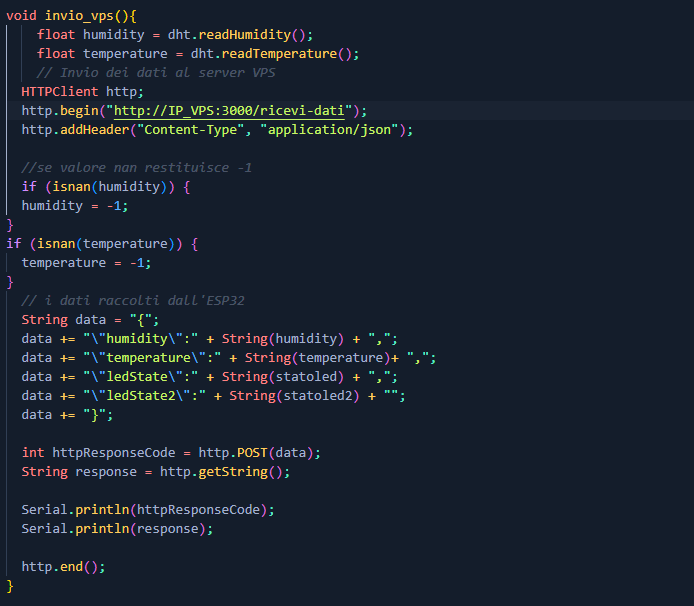 void invio_vps(){
float humidity = dht.readHumidity();
float temperature = dht.readTemperature();
// Invio dei dati al server VPS
HTTPClient http;
http.begin("http://IP_VPS:3000/ricevi-dati");
http.addHeader("Content-Type", "application/json");
//se valore nan restituisce -1
if (isnan(humidity)) {
humidity = -1;
}
if (isnan(temperature)) {
temperature = -1;
}
// i dati raccolti dall'ESP32
String data = "{";
data += "\"humidity\":" + String(humidity) + ",";
data += "\"temperature\":" + String(temperature)+ ",";
data += "\"ledState\":" + String(statoled) + ",";
data += "\"ledState2\":" + String(statoled2) + "";
data += "}";
int httpResponseCode = http.POST(data);
String response = http.getString();
Serial.println(httpResponseCode);
Serial.println(response);
http.end();
}